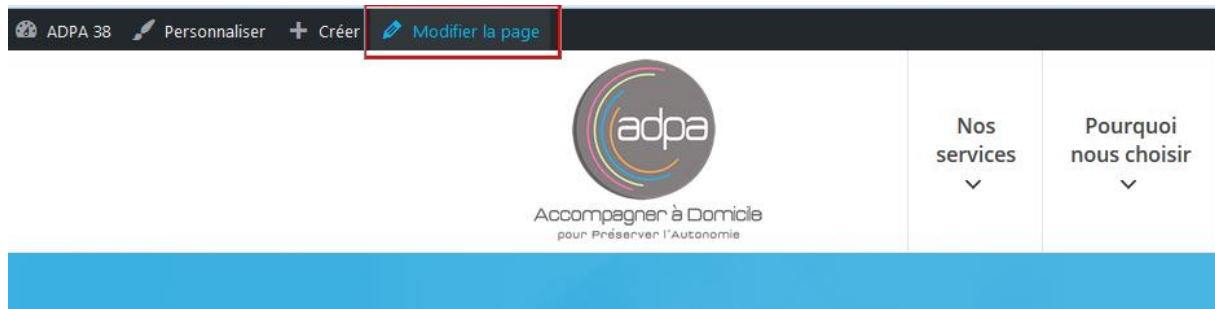 ADPA 38 Personnaliser + Créer Modifier la page
adpa
Accompagner à Domicile
pour Préserver l'Autonomie
Nos
services
Pourquoi
nous choisir